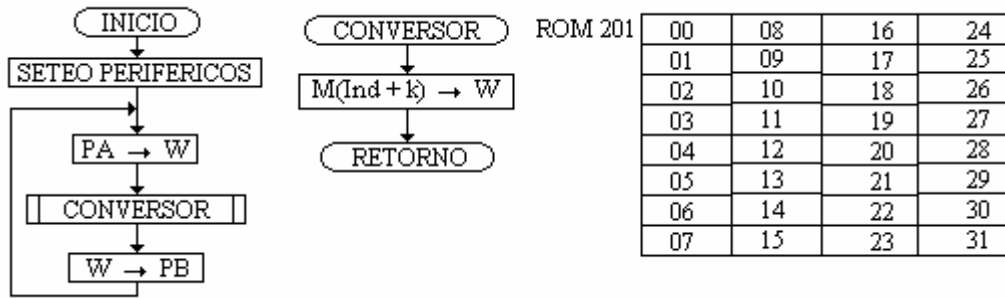 INICIO
SETEO PERIFERICOS
PA → W
CONVERSOR
W → PB
CONVERSOR
M(Ind + k) → W
RETORNO
ROM 201
00 08 16 24
01 09 17 25
02 10 18 26
03 11 19 27
04 12 20 28
05 13 21 29
06 14 22 30
07 15 23 31